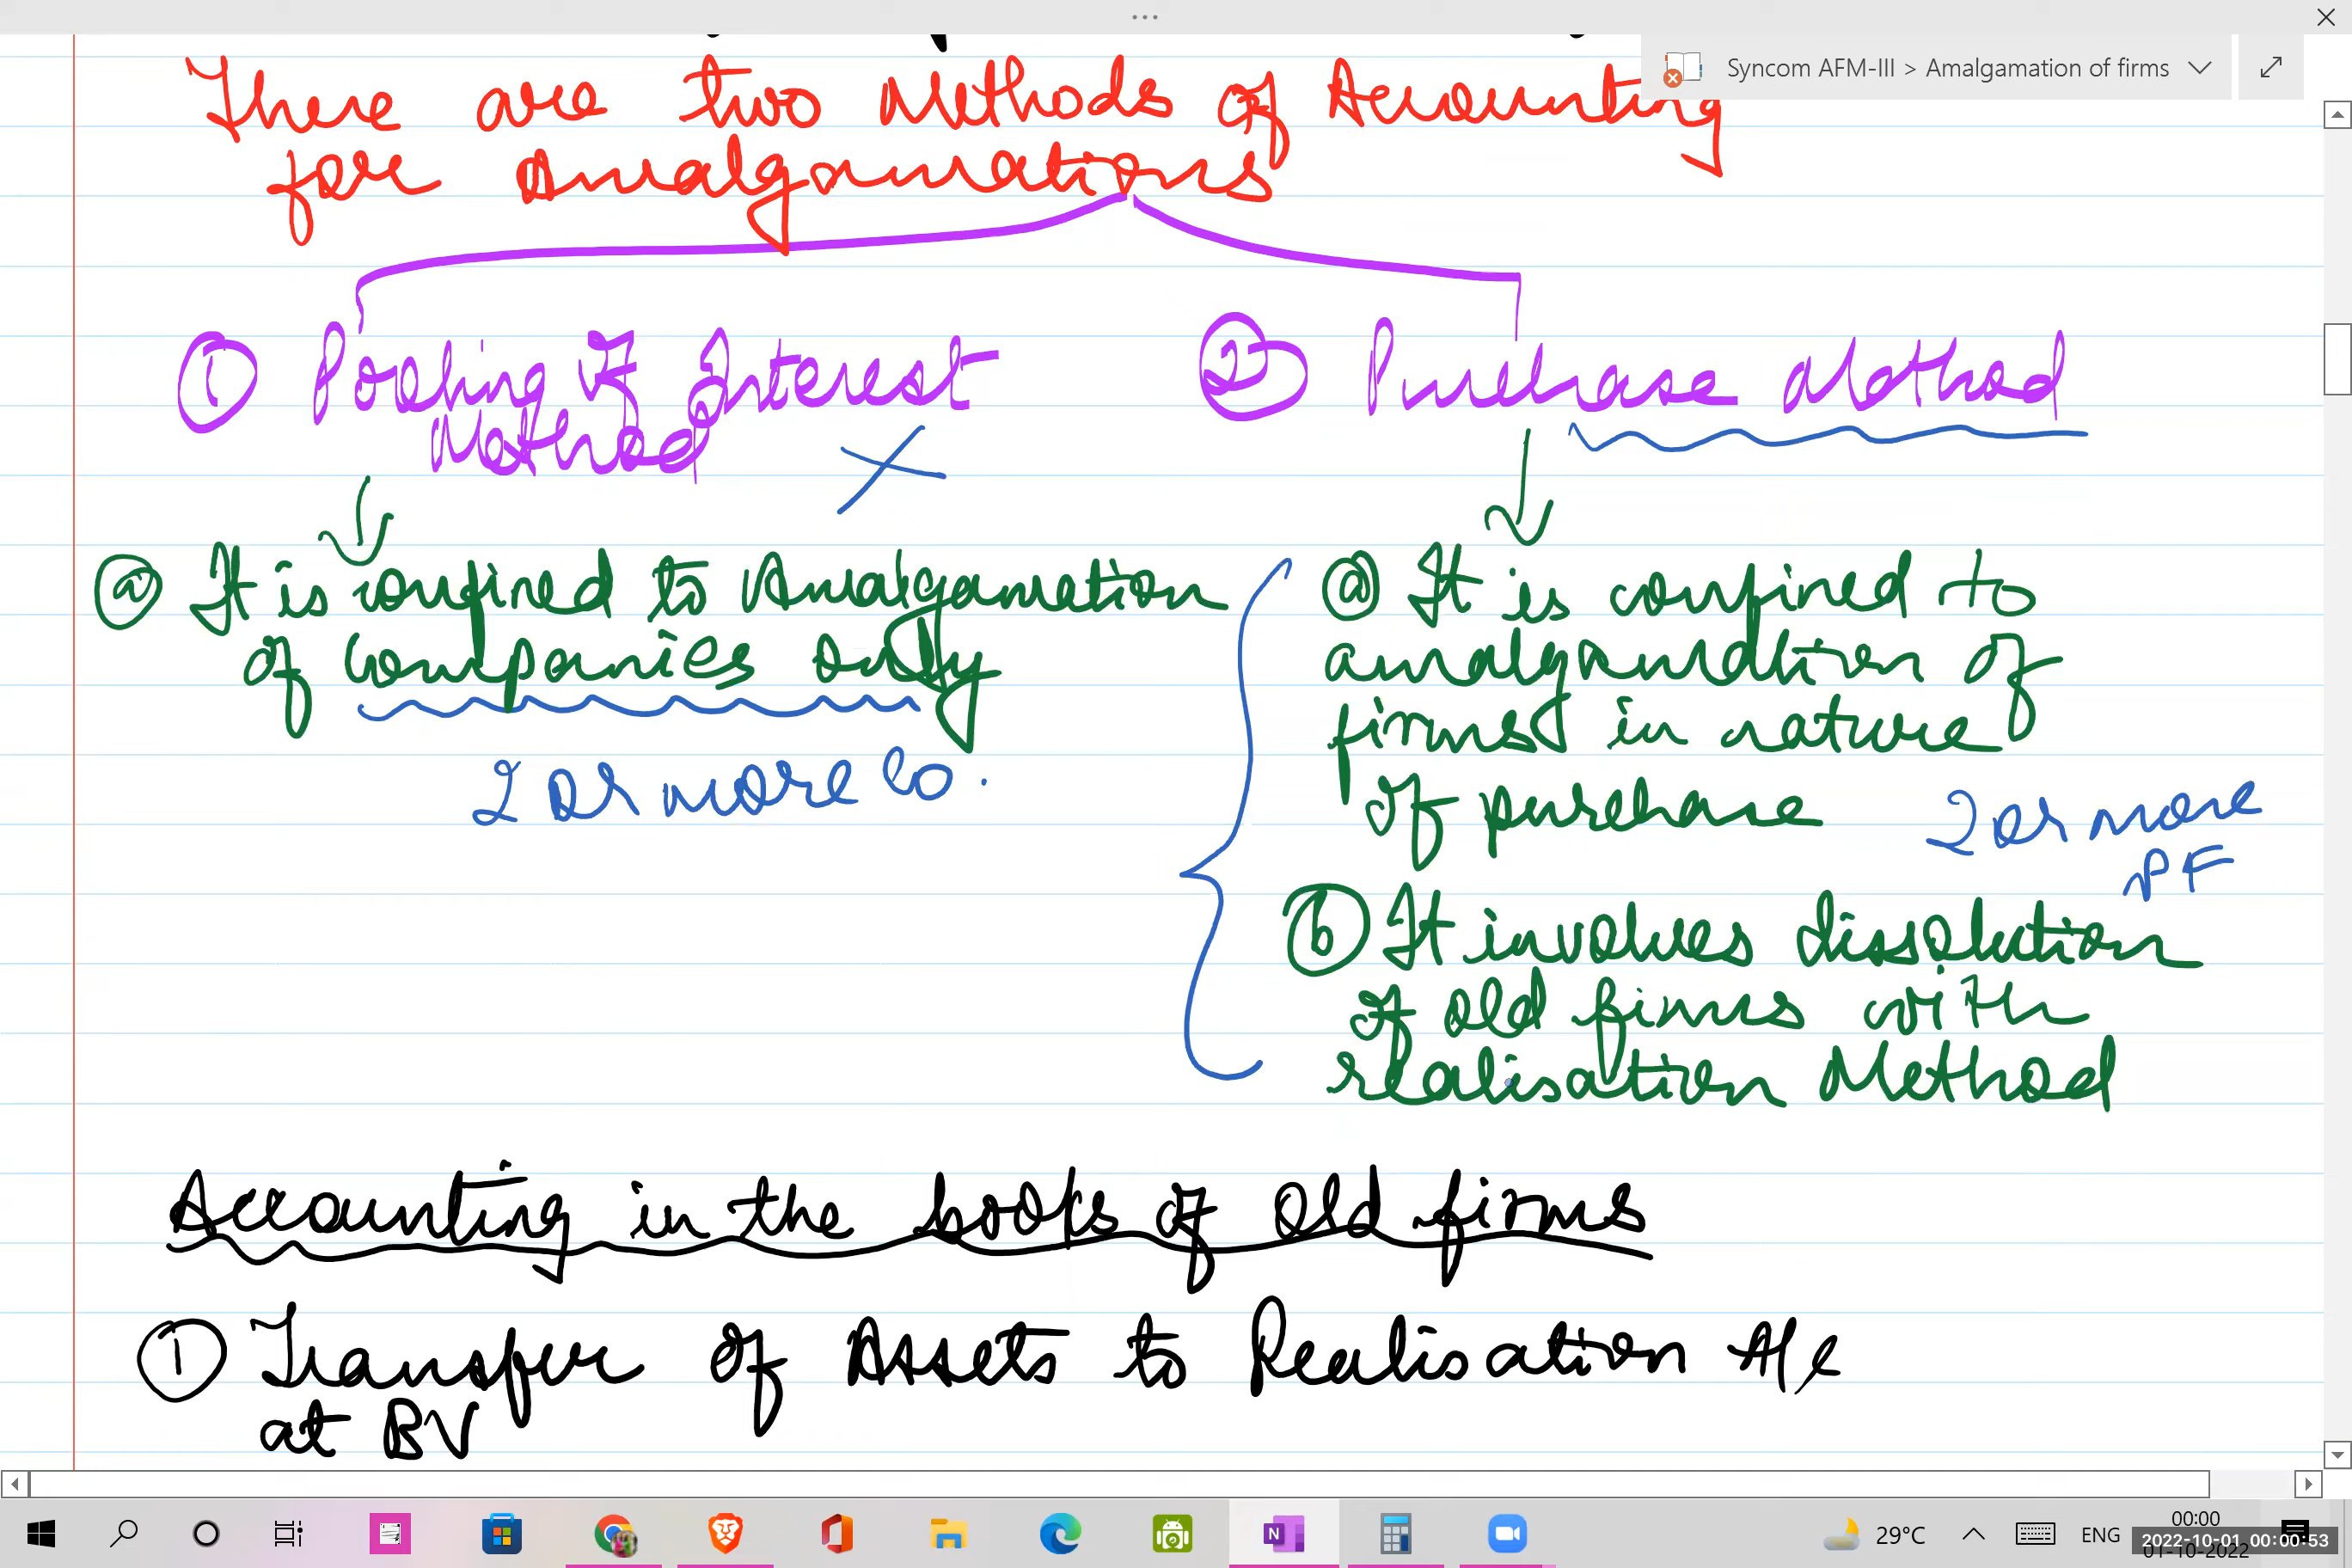 Syncom AFM-III > Amalgamation of firms
There are two Methods of Accounting
for Amalgamations
① Pooling of Interest
Method
② Purchase Method
ⓐ It is confined to Amalgamation
of companies only
2 or more Co.
ⓐ It is confined to
amalgamation of
firms in nature
of purchase
2 or more
PF
ⓑ It involves dissolution
of old firms with
realisation Method
Accounting in the books of old firms
① Transfer of Assets to Realisation A/c
at BV
29°C
ENG
00:00
01-10-2022
2022-10-01 00:00:53